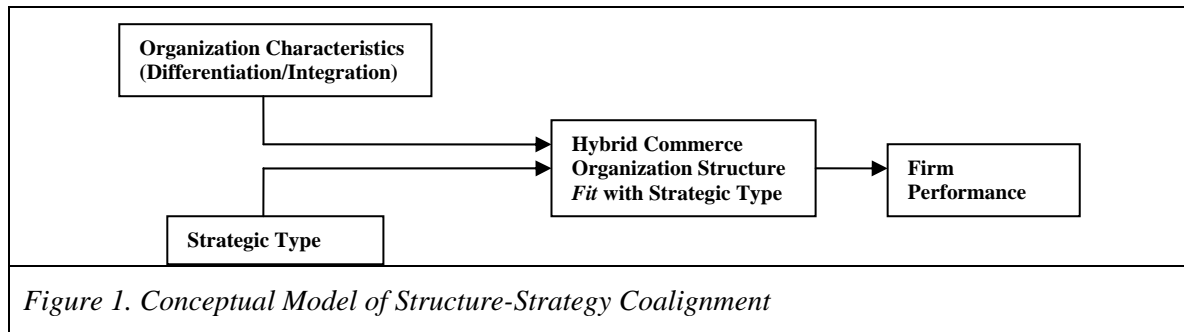 Organization Characteristics
(Differentiation/Integration)
Hybrid Commerce
Organization Structure
Fit with Strategic Type
Firm
Performance
Strategic Type
Figure 1. Conceptual Model of Structure-Strategy Coalignment